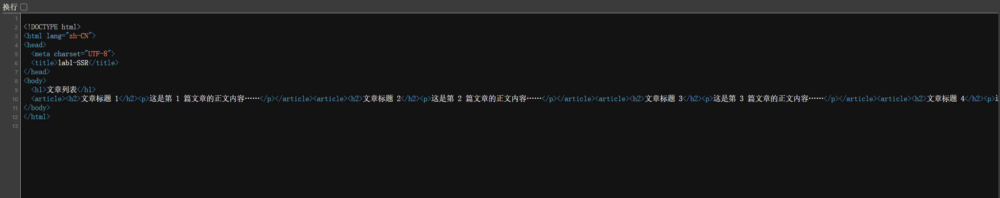 换行
1
2 <!DOCTYPE html>
3 <html lang="zh-CN">
4 <head>
5   <meta charset="UTF-8">
6   <title>lab1-SSR</title>
7 </head>
8 <body>
9   <h1>文章列表</h1>
10   <article><h2>文章标题 1</h2><p>这是第 1 篇文章的正文内容……</p></article><article><h2>文章标题 2</h2><p>这是第 2 篇文章的正文内容……</p></article><article><h2>文章标题 3</h2><p>这是第 3 篇文章的正文内容……</p></article><article><h2>文章标题 4</h2><p>
11 </body>
12 </html>
13